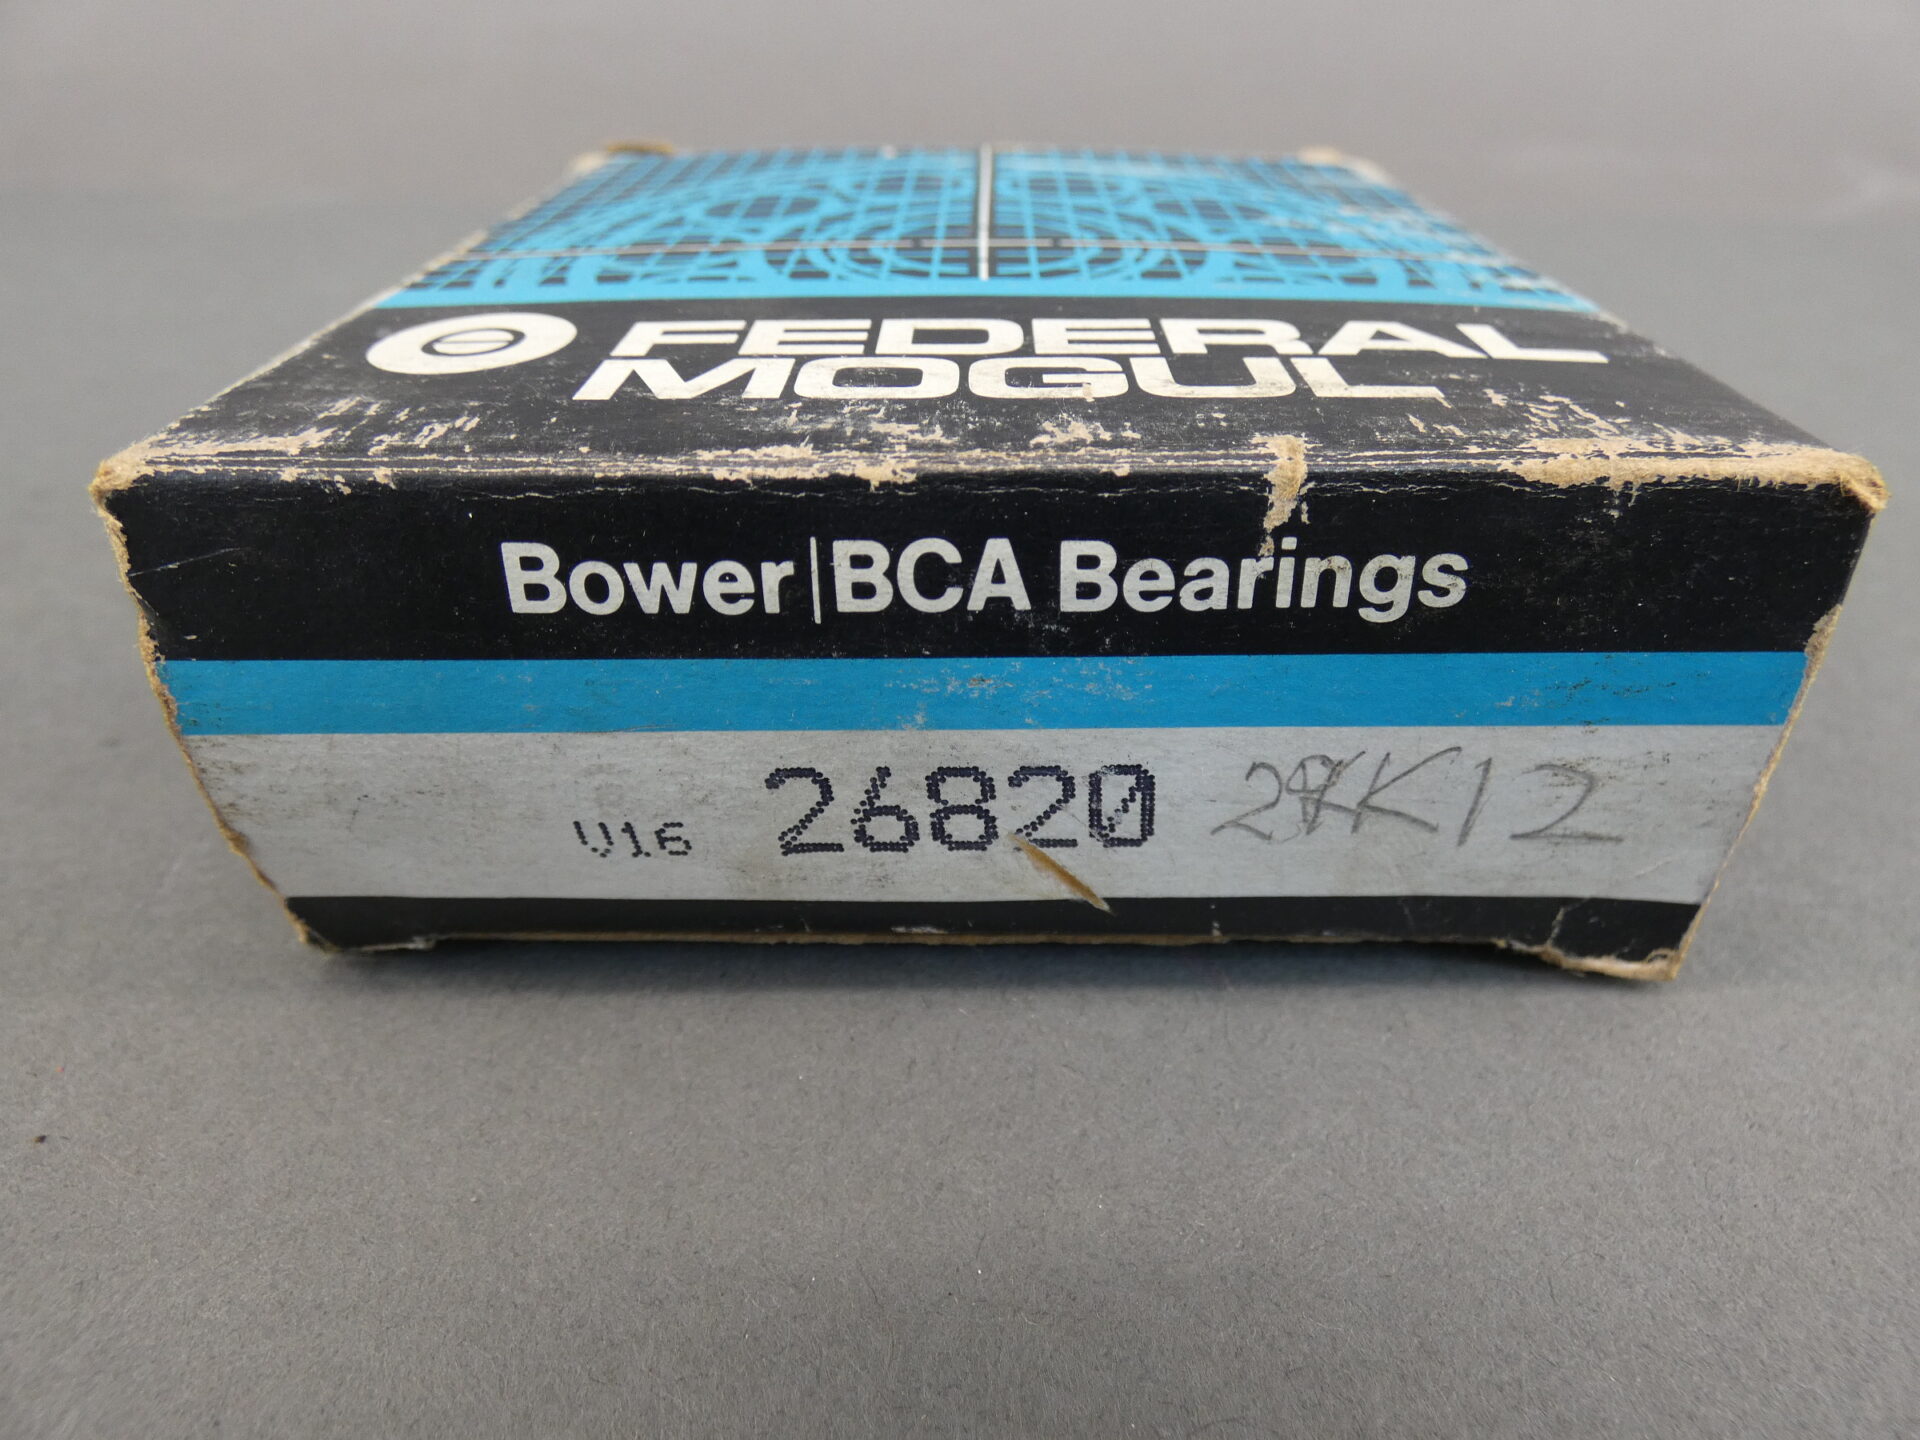 FEDERAL
MOGUL
Bower|BCA Bearings
V16 26820